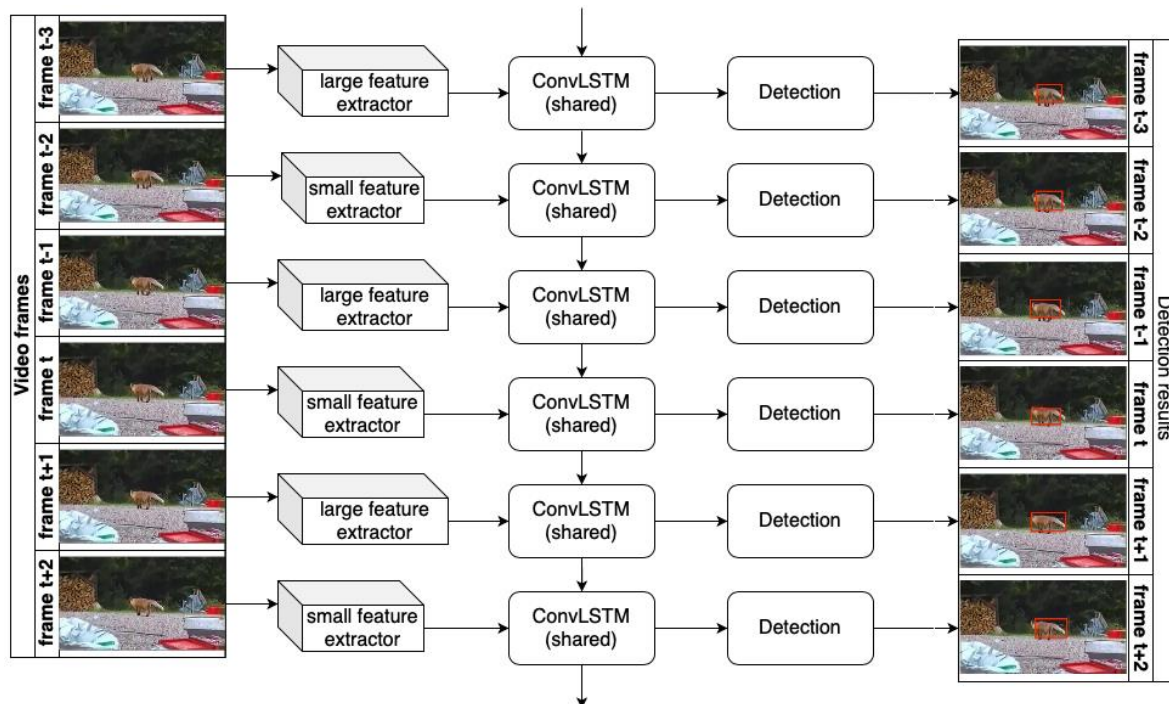 Video frames
frame t-3
large feature
extractor
ConvLSTM
(shared)
Detection
frame t-3
frame t-2
small feature
extractor
ConvLSTM
(shared)
Detection
frame t-2
frame t-1
large feature
extractor
ConvLSTM
(shared)
Detection
frame t-1
frame t
small feature
extractor
ConvLSTM
(shared)
Detection
frame t
frame t+1
large feature
extractor
ConvLSTM
(shared)
Detection
frame t+1
frame t+2
small feature
extractor
ConvLSTM
(shared)
Detection
frame t+2
Detection results